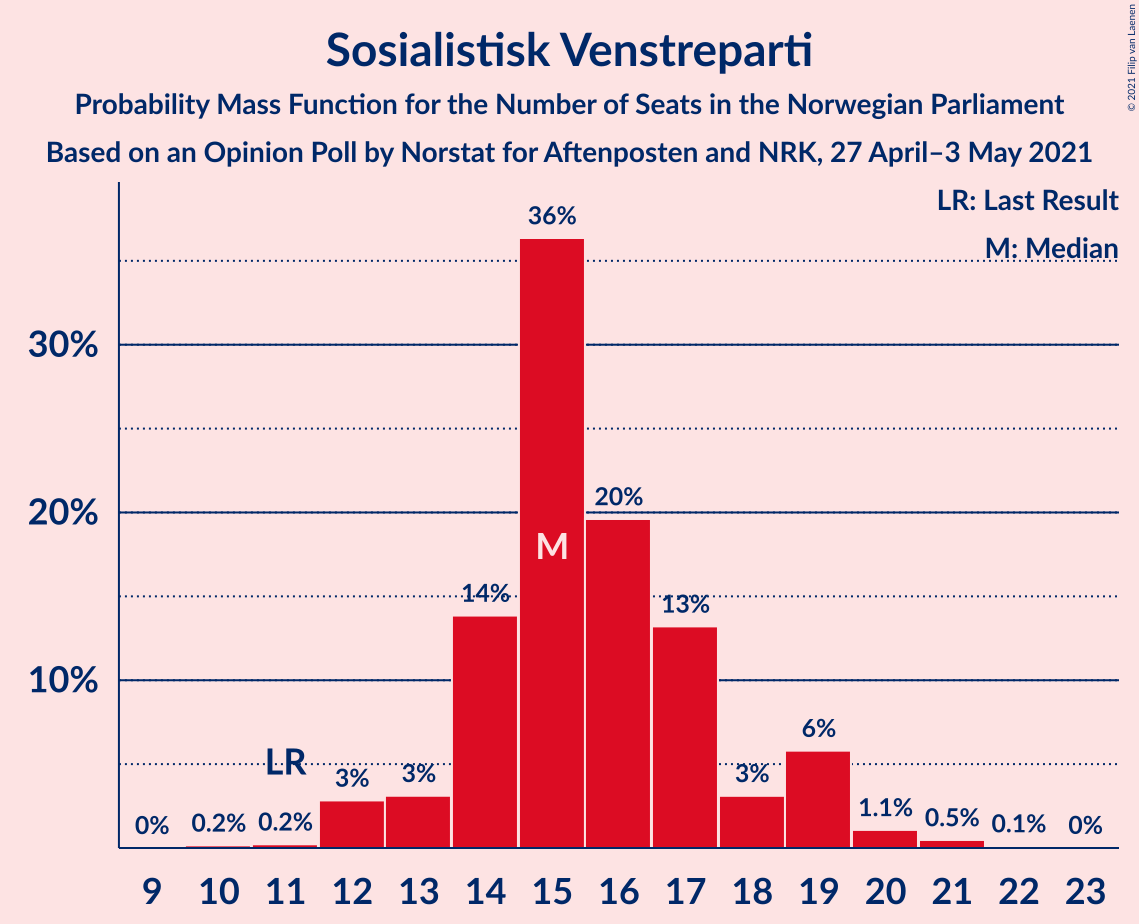 Sosialistisk Venstreparti
Probability Mass Function for the Number of Seats in the Norwegian Parliament
Based on an Opinion Poll by Norstat for Aftenposten and NRK, 27 April–3 May 2021
© 2021 Filip van Laenen
LR: Last Result
M: Median
30%
20%
10%
0%
0.2%
0.2%
LR
3%
3%
14%
36%
M
20%
13%
3%
6%
1.1%
0.5%
0.1%
0%
9 10 11 12 13 14 15 16 17 18 19 20 21 22 23